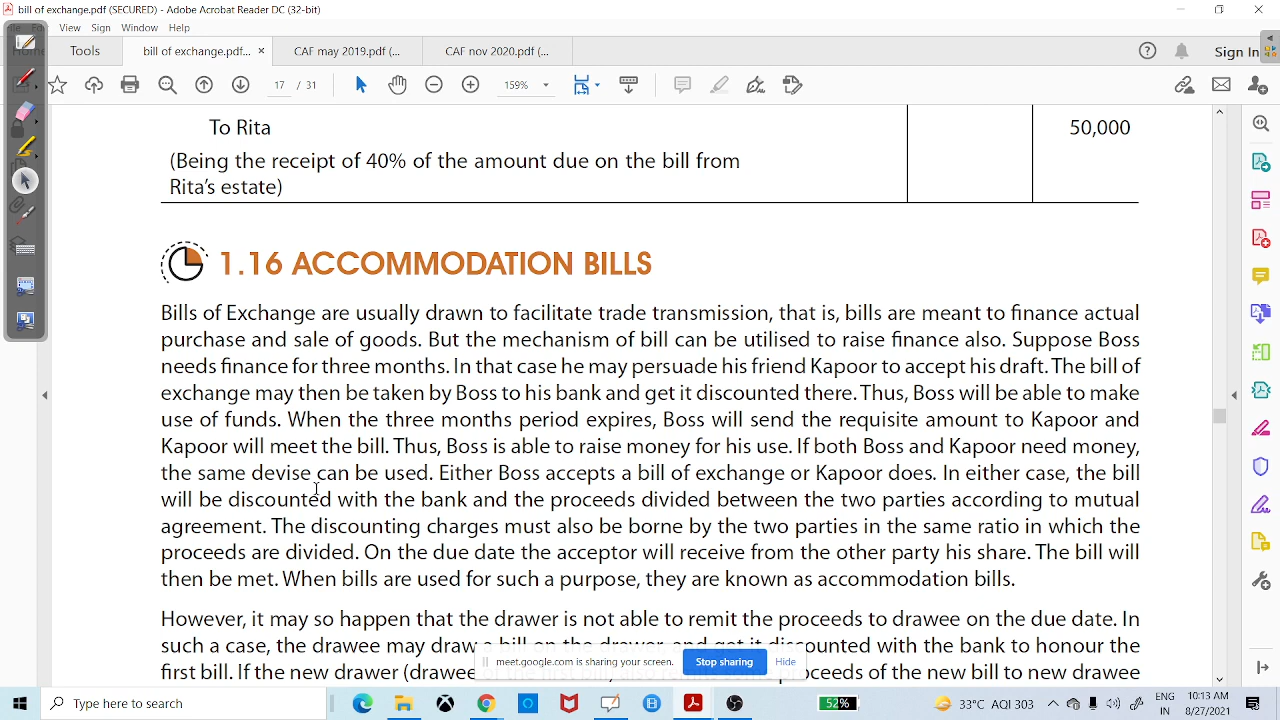 bill of exchange.pdf (SECURED) - Adobe Acrobat Reader DC (32-bit)
View Sign Window Help
Tools bill of exchange.pdf... × CAF may 2019.pdf (... CAF nov 2020.pdf (... Sign In
17 / 31 159%
To Rita 50,000
(Being the receipt of 40% of the amount due on the bill from
Rita's estate)
1.16 ACCOMMODATION BILLS
Bills of Exchange are usually drawn to facilitate trade transmission, that is, bills are meant to finance actual
purchase and sale of goods. But the mechanism of bill can be utilised to raise finance also. Suppose Boss
needs finance for three months. In that case he may persuade his friend Kapoor to accept his draft. The bill of
exchange may then be taken by Boss to his bank and get it discounted there. Thus, Boss will be able to make
use of funds. When the three months period expires, Boss will send the requisite amount to Kapoor and
Kapoor will meet the bill. Thus, Boss is able to raise money for his use. If both Boss and Kapoor need money,
the same devise can be used. Either Boss accepts a bill of exchange or Kapoor does. In either case, the bill
will be discounted with the bank and the proceeds divided between the two parties according to mutual
agreement. The discounting charges must also be borne by the two parties in the same ratio in which the
proceeds are divided. On the due date the acceptor will receive from the other party his share. The bill will
then be met. When bills are used for such a purpose, they are known as accommodation bills.
However, it may so happen that the drawer is not able to remit the proceeds to drawee on the due date. In
such a case, the drawee may draw a bill on the drawer and get it discounted with the bank to honour the
meet.google.com is sharing your screen. Stop sharing Hide
first bill. If the new drawer (drawee proceeds of the new bill to new drawee
Type here to search 52% 33°C AQI 303 ENG IN 10:13 AM 8/27/2021